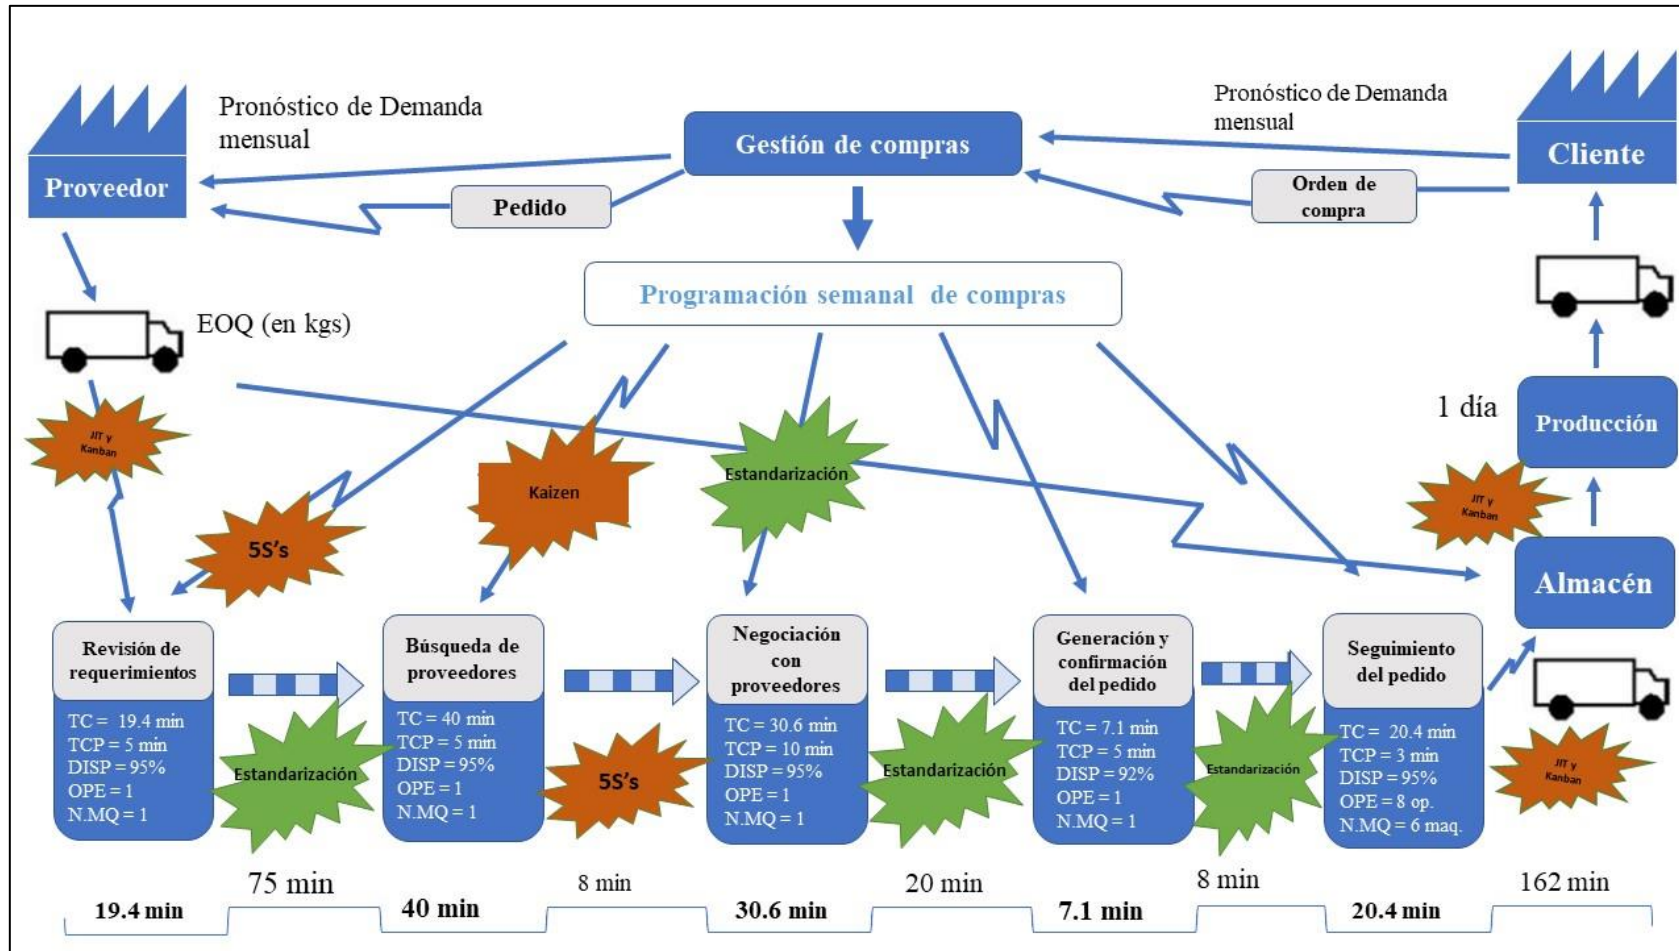 Pronóstico de Demanda
mensual
Gestión de compras
Pronóstico de Demanda
mensual
Cliente
Proveedor
Pedido
Orden de
compra
Programación semanal de compras
EOQ (en kgs)
JIT y
Kanban
5S's
Kaizen
Estandarización
1 día
Producción
JIT y
Kanban
Almacén
Revisión de
requerimientos
TC = 19.4 min
TCP = 5 min
DISP = 95%
OPE = 1
N.MQ = 1
Estandarización
Búsqueda de
proveedores
TC = 40 min
TCP = 5 min
DISP = 95%
OPE = 1
N.MQ = 1
5S's
Negociación
con
proveedores
TC = 30.6 min
TCP = 10 min
DISP = 95%
OPE = 1
N.MQ = 1
Estandarización
Generación y
confirmación
del pedido
TC = 7.1 min
TCP = 5 min
DISP = 92%
OPE = 1
N.MQ = 1
Estandarización
Seguimiento
del pedido
TC = 20.4 min
TCP = 3 min
DISP = 95%
OPE = 8 op.
N.MQ = 6 maq.
JIT y
Kanban
19.4 min
75 min
40 min
8 min
30.6 min
20 min
7.1 min
8 min
20.4 min
162 min